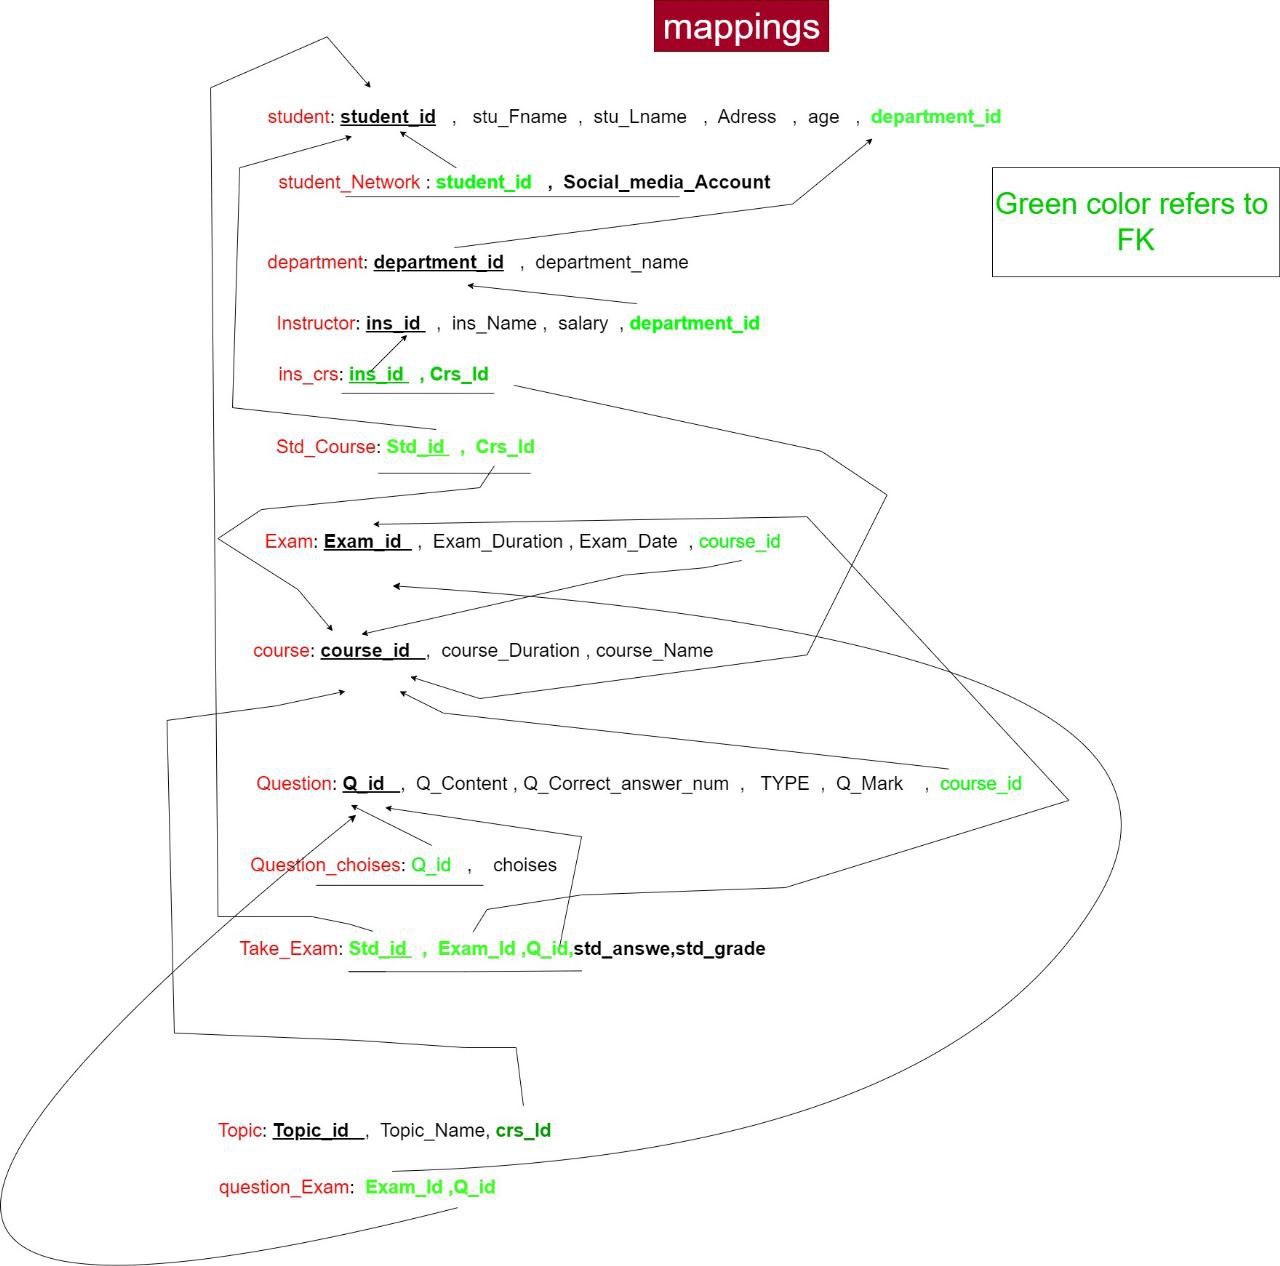 mappings
student: student_id , stu_Fname , stu_Lname , Adress , age , department_id
student_Network : student_id , Social_media_Account
Green color refers to
FK
department: department_id , department_name
Instructor: ins_id , ins_Name , salary , department_id
ins_crs: ins_id , Crs_Id
Std_Course: Std_id , Crs_Id
Exam: Exam_id , Exam_Duration , Exam_Date , course_id
course: course_id , course_Duration , course_Name
Question: Q_id , Q_Content , Q_Correct_answer_num , TYPE , Q_Mark , course_id
Question_choises: Q_id , choises
Take_Exam: Std_id , Exam_Id ,Q_id,std_answe,std_grade
Topic: Topic_id , Topic_Name, crs_Id
question_Exam: Exam_Id ,Q_id